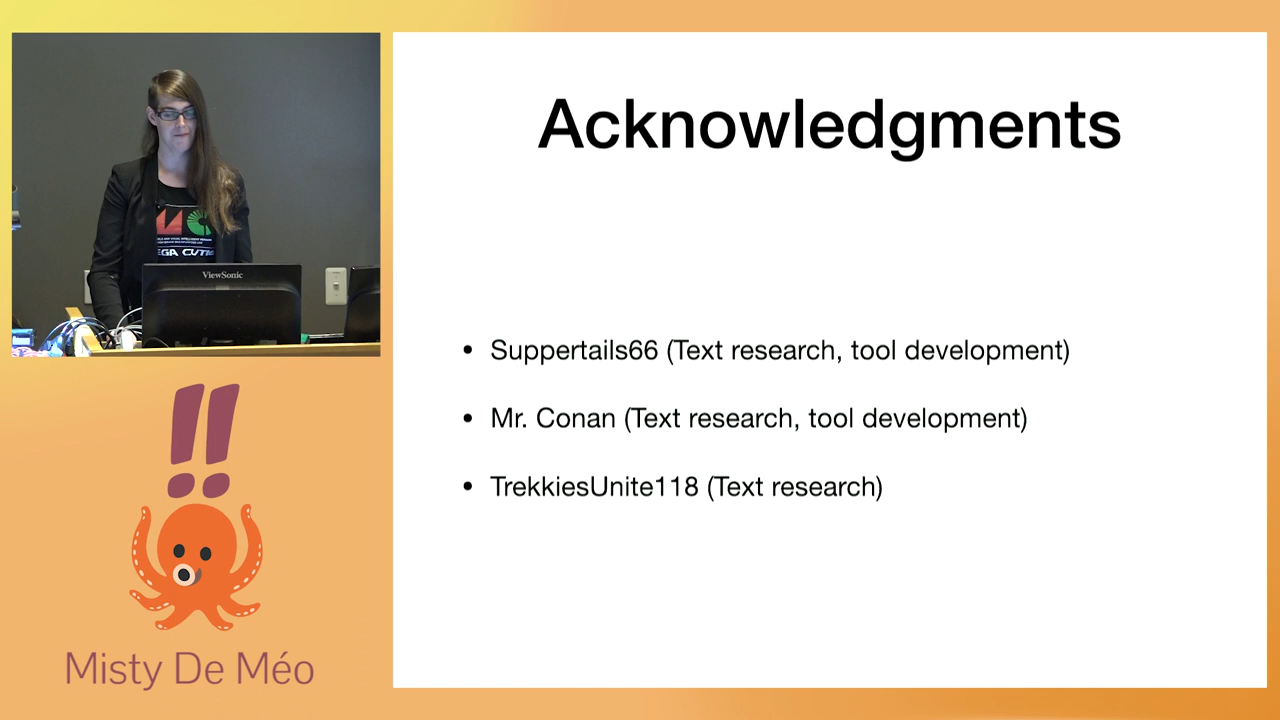 Acknowledgments
• Suppertails66 (Text research, tool development)
• Mr. Conan (Text research, tool development)
• TrekkiesUnite118 (Text research)
ViewSonic
!!
Misty De Méo